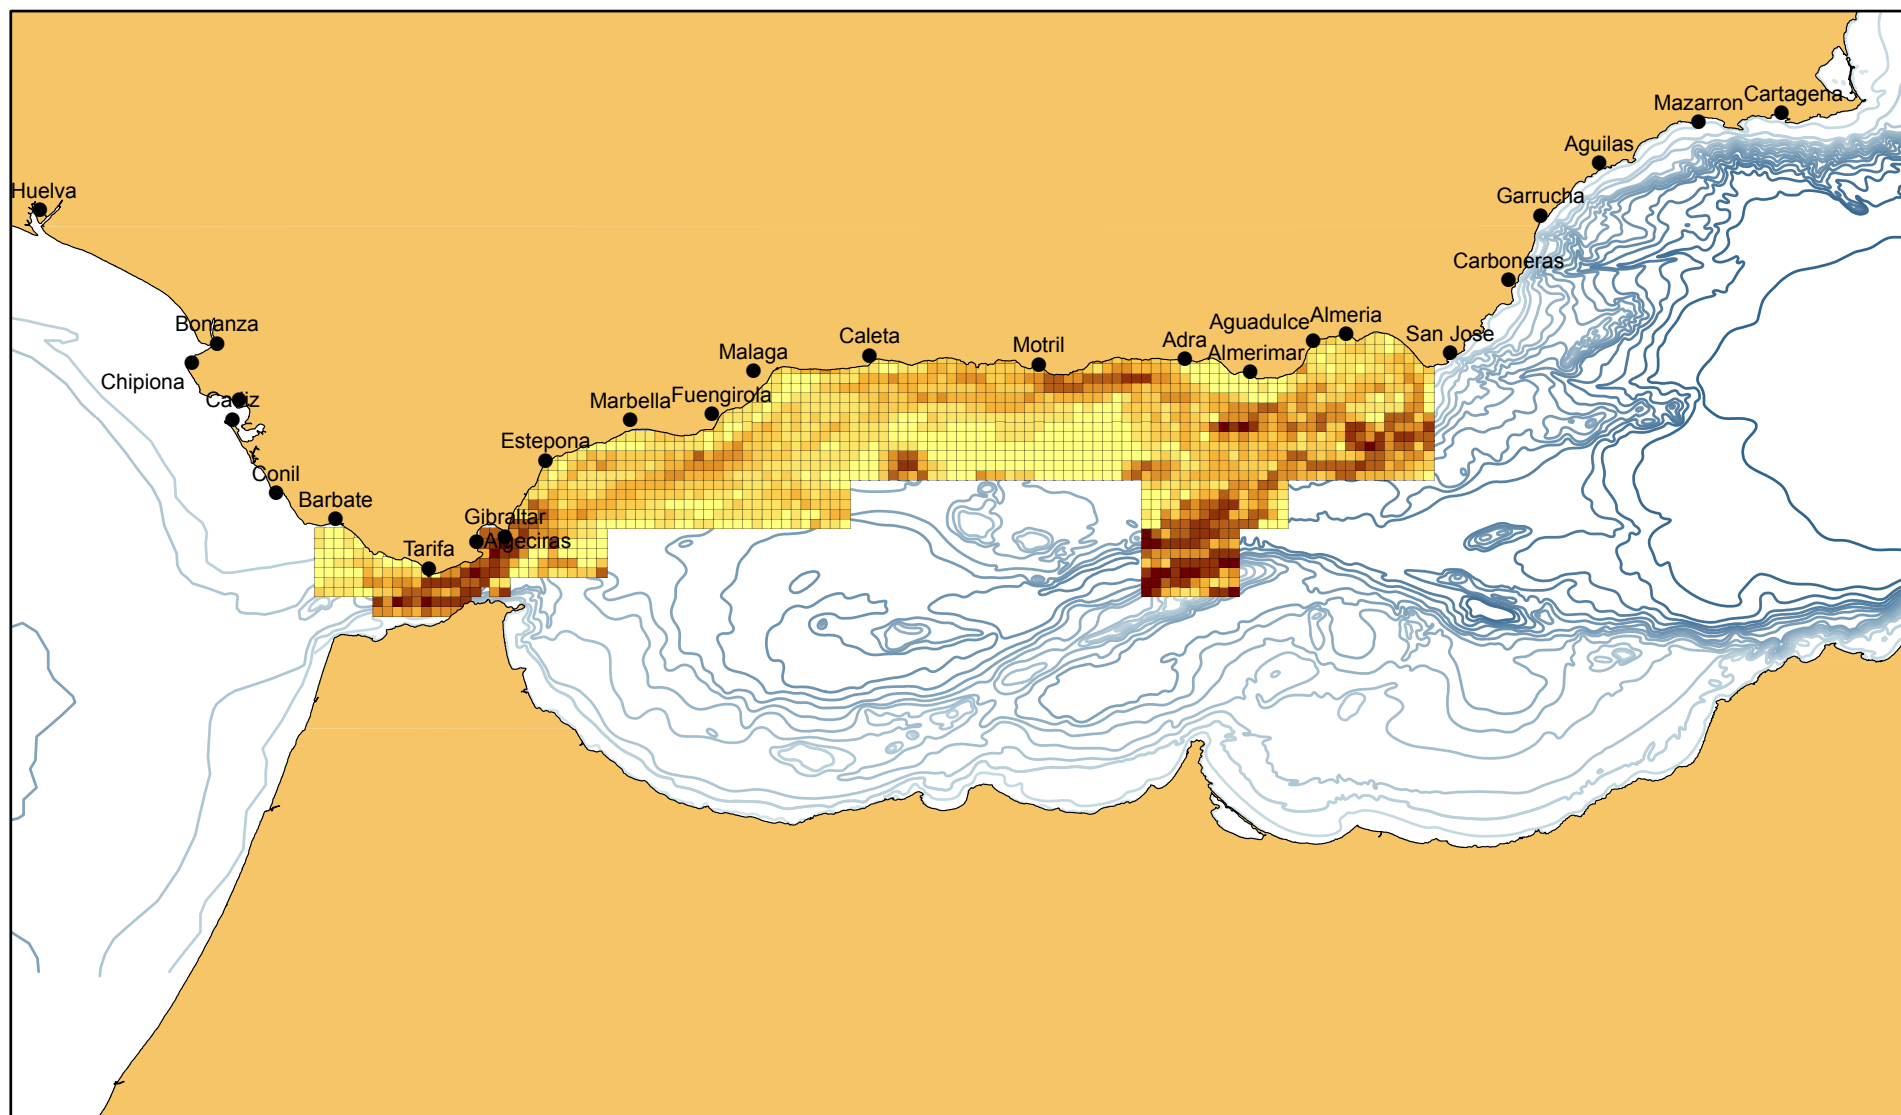 Cartagena
Mazarron
Aguilas
Huelva
Garrucha
Carboneras
Bonanza
Almeria
Aguadulce
San Jose
Caleta
Motril
Adra
Malaga
Almerimar
Chipiona
Cadiz
Marbella
Fuengirola
Estepona
Conil
Barbate
Gibraltar
Tarifa
Algeciras